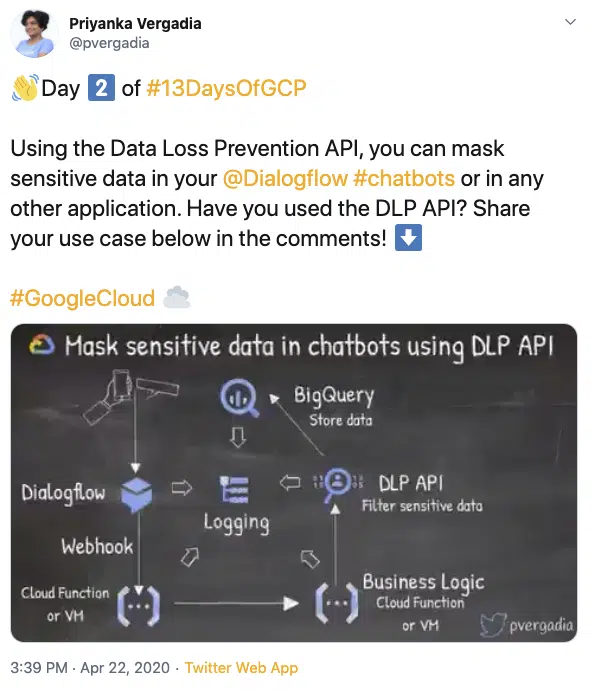 Priyanka Vergadia
@pvergadia
👋Day 2️⃣ of #13DaysOfGCP
Using the Data Loss Prevention API, you can mask
sensitive data in your @Dialogflow #chatbots or in any
other application. Have you used the DLP API? Share
your use case below in the comments! ⬇️
#GoogleCloud ☁️
Mask sensitive data in chatbots using DLP API
BigQuery
Store data
Dialogflow
Logging
DLP API
Filter sensitive data
Webhook
Cloud Function
or VM
Business Logic
Cloud Function
or VM
pvergadia
3:39 PM · Apr 22, 2020 · Twitter Web App